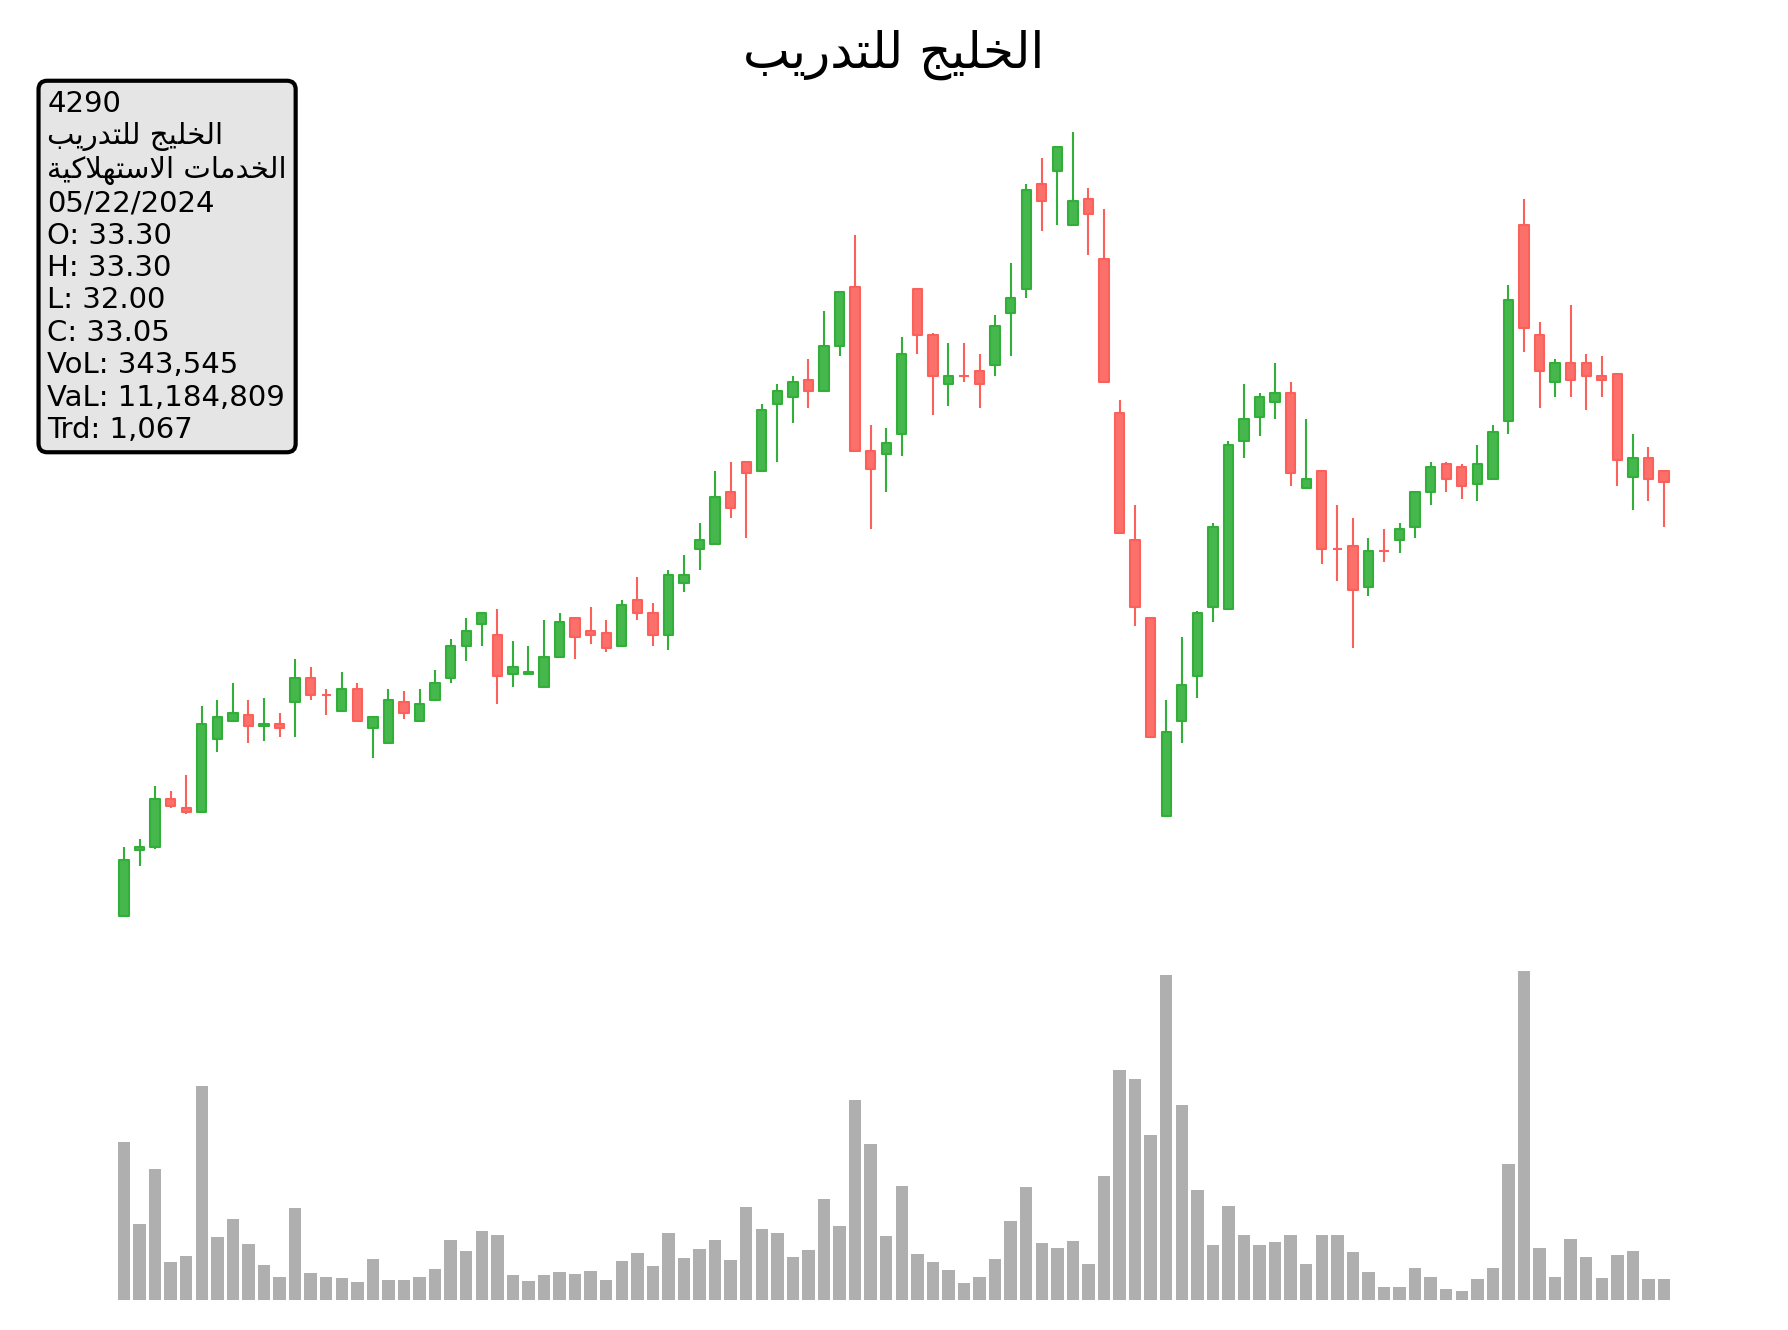 الخليج للتدريب
4290
الخليج للتدريب
الخدمات الاستهلاكية
05/22/2024
O: 33.30
H: 33.30
L: 32.00
C: 33.05
VoL: 343,545
VaL: 11,184,809
Trd: 1,067